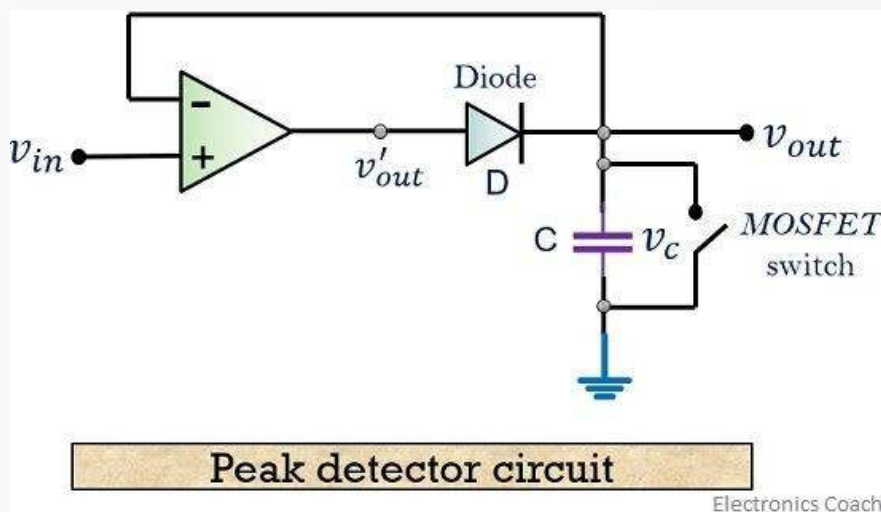 Diode
−
v_in
+
v'_out
D
v_out
C
v_c
MOSFET
switch
Peak detector circuit
Electronics Coach